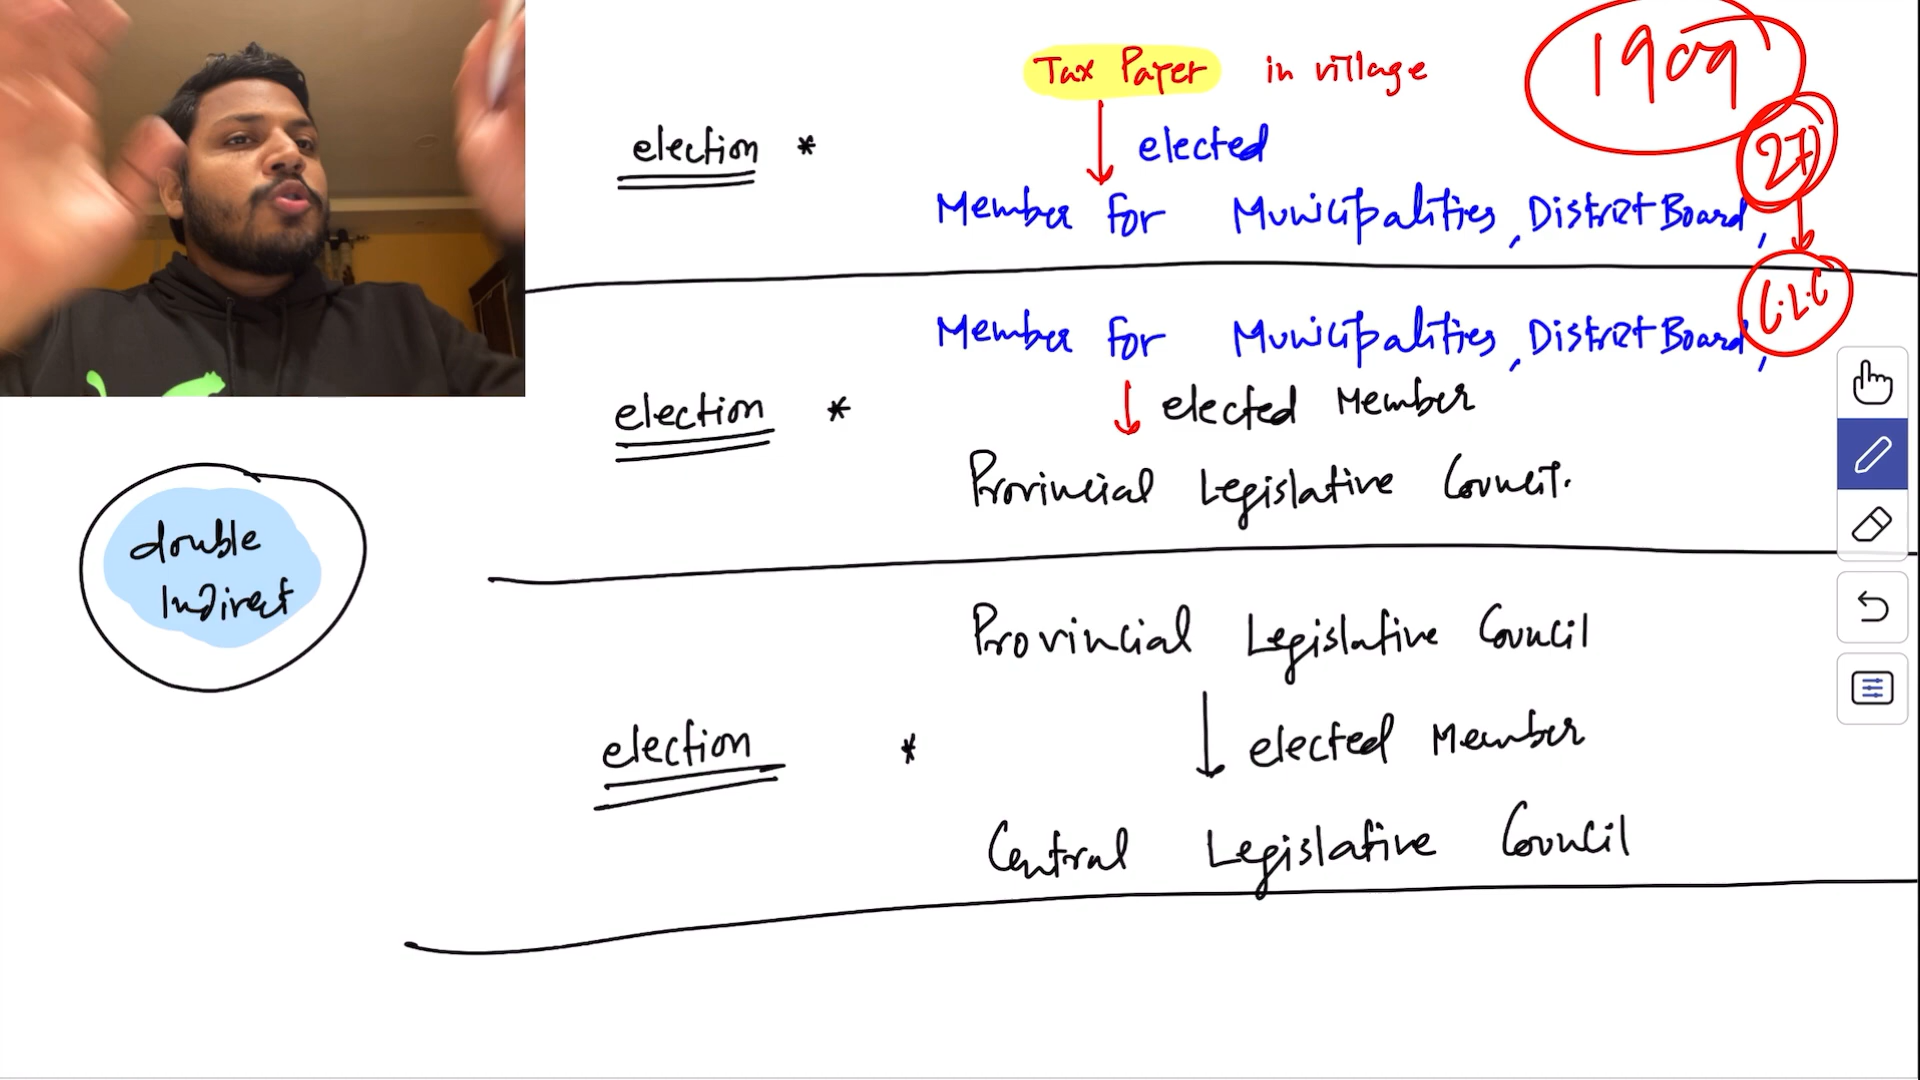 Tax Payer in village
1909
election * elected
27
Member for Municipalities, District Board,
C.L.C
Member for Municipalities, District Board,
election * elected Member
Provincial Legislative Council.
double
Indirect
Provincial Legislative Council
election * elected Member
Central Legislative Council